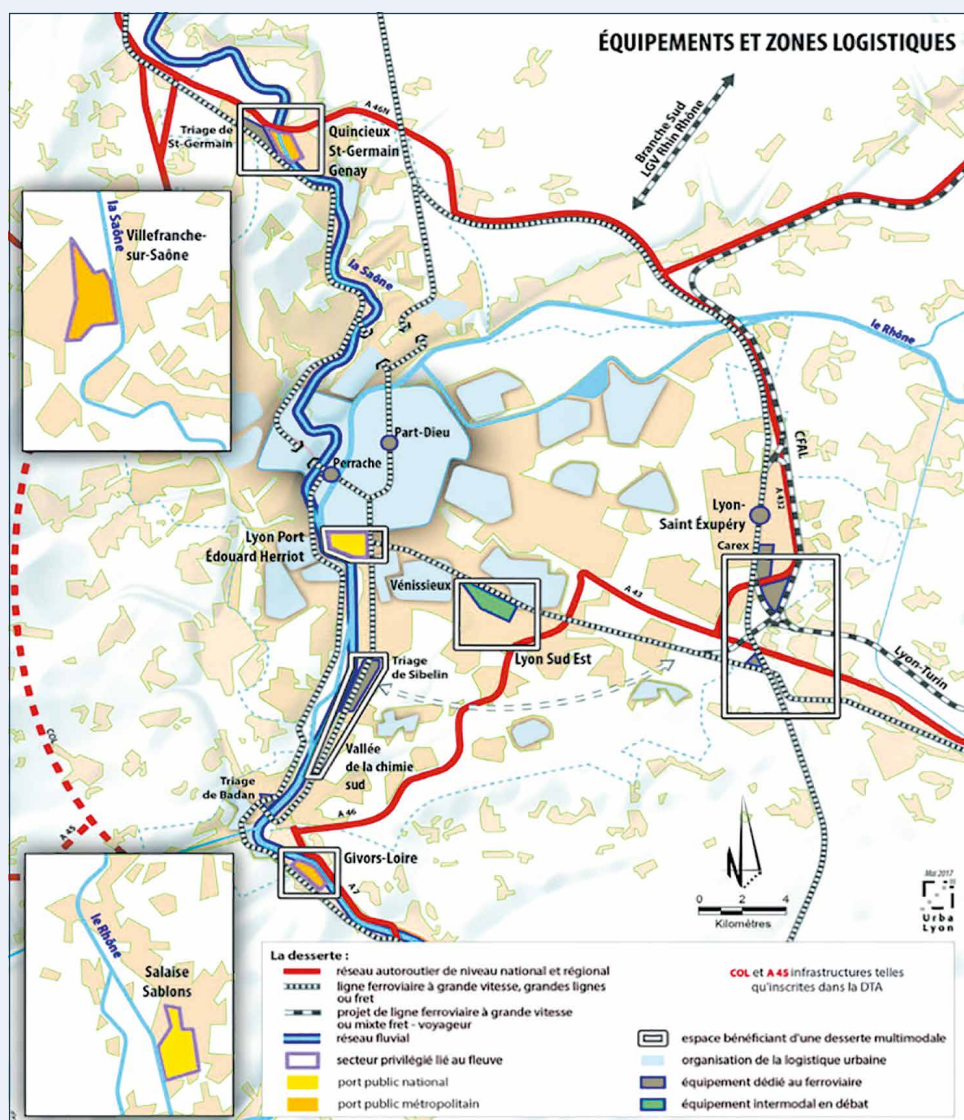 ÉQUIPEMENTS ET ZONES LOGISTIQUES
A 46N
Branche Sud
LGV Rhin Rhône
Triage de
St-Germain
Quincieux
St-Germain
Genay
la Saône
Villefranche-
sur-Saône
la Saône
le Rhône
Part-Dieu
Perrache
CFAL
A 432
Lyon-
Saint Éxupéry
Carex
Lyon Port
Édouard Herriot
Vénissieux
A 43
Lyon Sud Est
Lyon-Turin
Triage
de Sibelin
Vallée
de la chimie
sud
COL
Triage
de Badan
A 45
A 46
Givors-Loire
A 7
le Rhône
Salaise
Sablons
N
0 2 4
Kilomètres
Mai 2017
Urba
Lyon
La desserte :
réseau autoroutier de niveau national et régional
ligne ferroviaire à grande vitesse, grandes lignes
ou fret
projet de ligne ferroviaire à grande vitesse
ou mixte fret - voyageur
réseau fluvial
secteur privilégié lié au fleuve
port public national
port public métropolitain
COL et A 45 infrastructures telles
qu'inscrites dans la DTA
espace bénéficiant d'une desserte multimodale
organisation de la logistique urbaine
équipement dédié au ferroviaire
équipement intermodal en débat